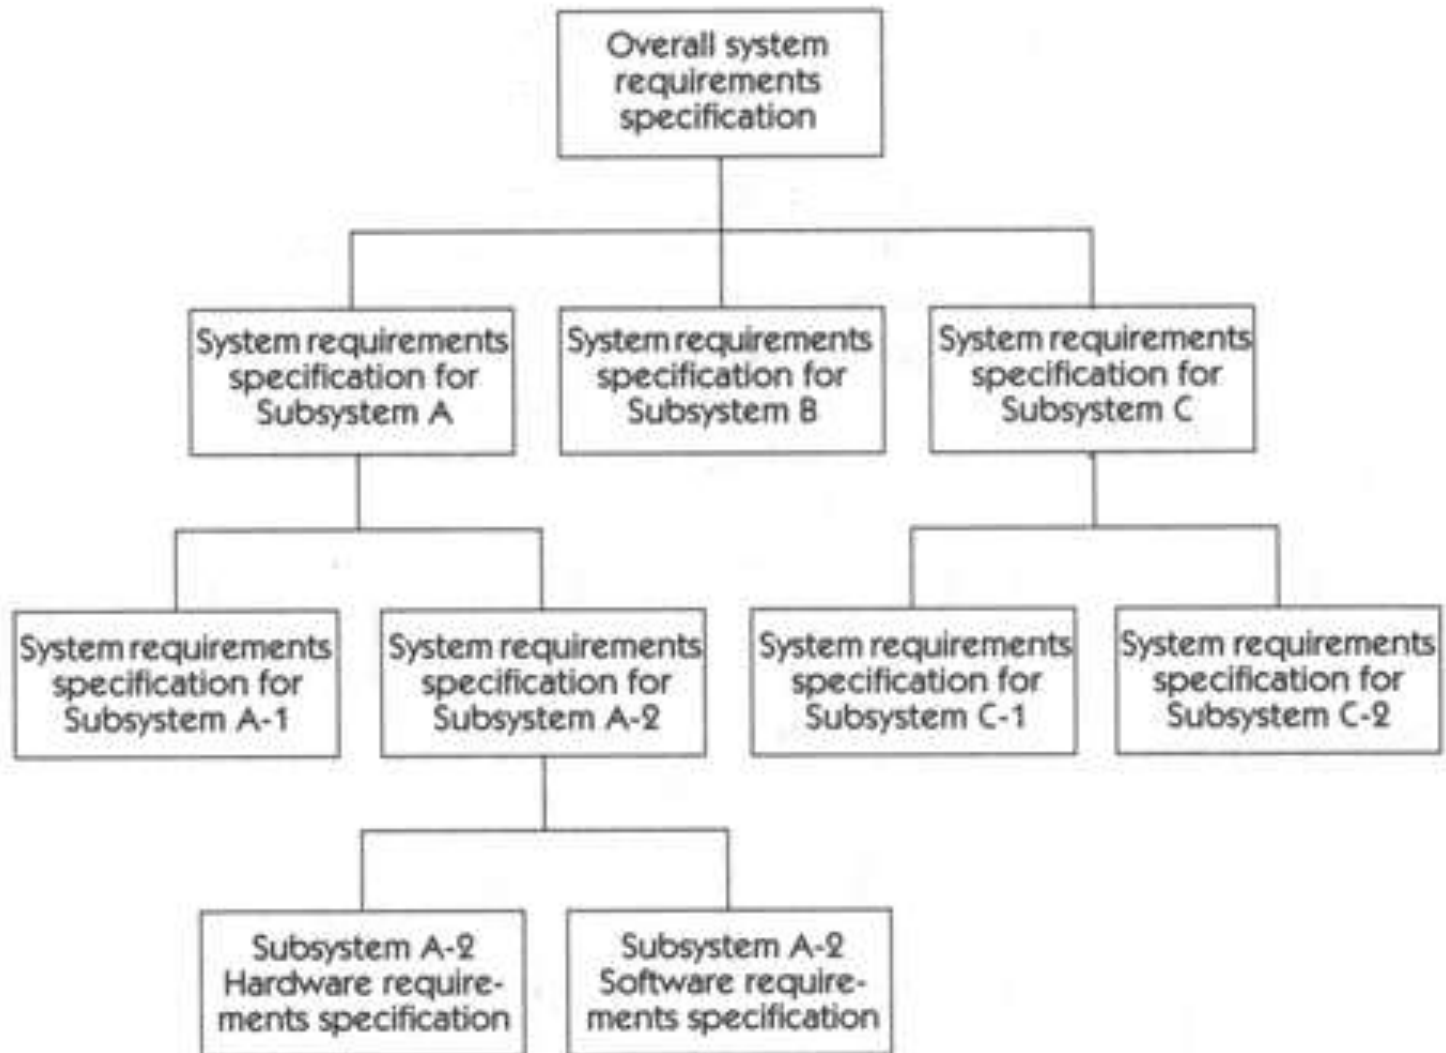 Overall system
requirements
specification
System requirements
specification for
Subsystem A
System requirements
specification for
Subsystem B
System requirements
specification for
Subsystem C
System requirements
specification for
Subsystem A-1
System requirements
specification for
Subsystem A-2
System requirements
specification for
Subsystem C-1
System requirements
specification for
Subsystem C-2
Subsystem A-2
Hardware require-
ments specification
Subsystem A-2
Software require-
ments specification